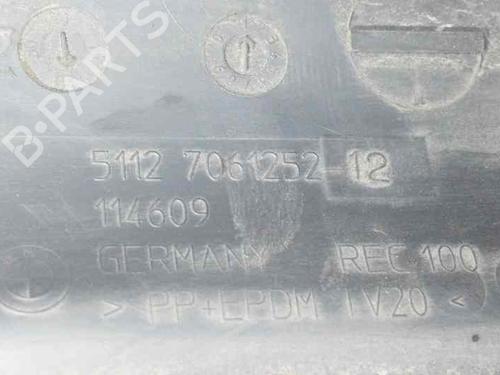 B-PARTS
5112 7061252-12
114609
GERMANY REC 100
> PP+EPDM TV20 <